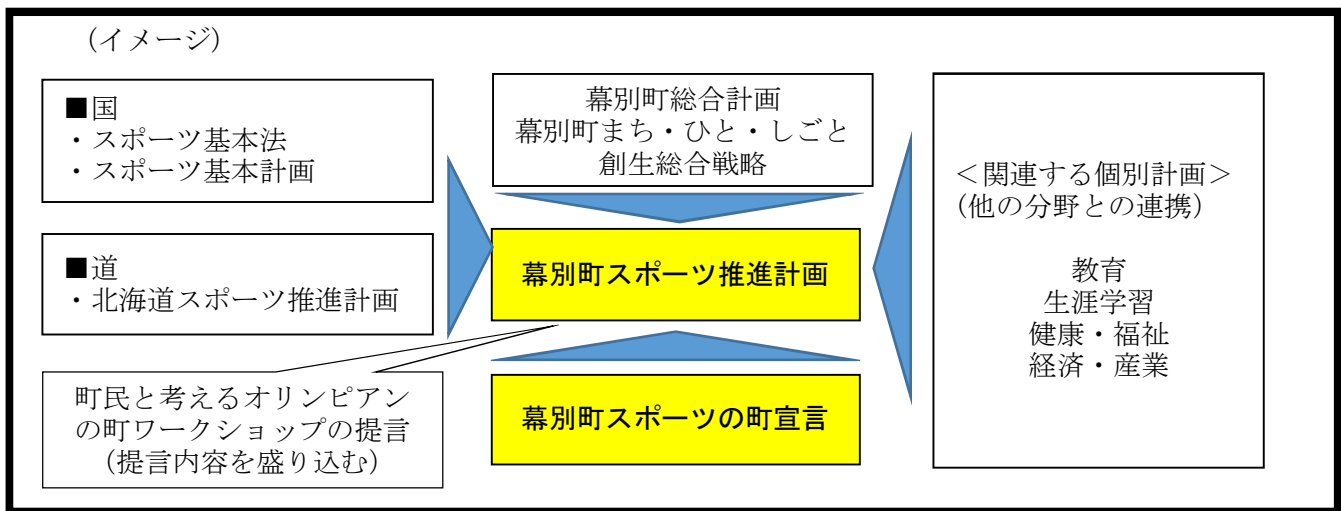 （イメージ）
■国
・スポーツ基本法
・スポーツ基本計画
■道
・北海道スポーツ推進計画
町民と考えるオリンピアン
の町ワークショップの提言
（提言内容を盛り込む）
幕別町総合計画
幕別町まち・ひと・しごと
創生総合戦略
幕別町スポーツ推進計画
幕別町スポーツの町宣言
＜関連する個別計画＞
（他の分野との連携）
教育
生涯学習
健康・福祉
経済・産業